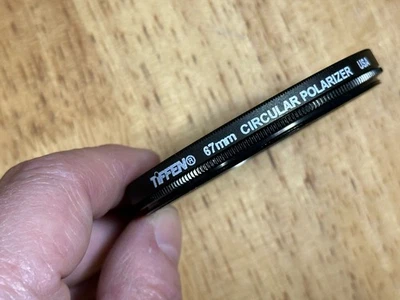 TIFFEN® 67mm CIRCULAR POLARIZER USA